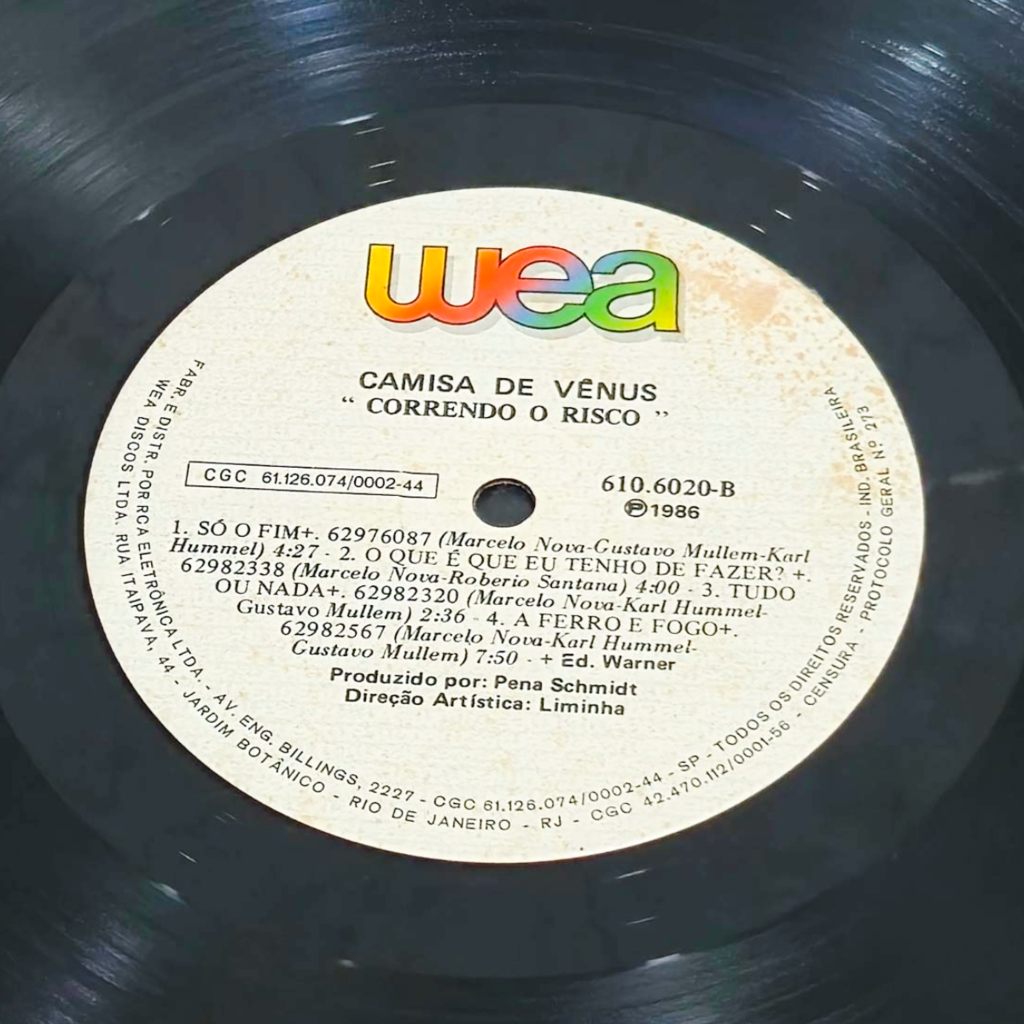 wea
CAMISA DE VÊNUS
“ CORRENDO O RISCO ”
CGC 61.126.074/0002-44
610.6020-B
Ⓟ1986
1. SÓ O FIM+. 62976087 (Marcelo Nova-Gustavo Mullem-Karl
Hummel) 4:27 - 2. O QUE É QUE EU TENHO DE FAZER? +.
62982338 (Marcelo Nova-Roberio Santana) 4:00 - 3. TUDO
OU NADA+. 62982320 (Marcelo Nova-Karl Hummel-
Gustavo Mullem) 2:36 - 4. A FERRO E FOGO+.
62982567 (Marcelo Nova-Karl Hummel-
Gustavo Mullem) 7:50 - + Ed. Warner
Produzido por: Pena Schmidt
Direção Artística: Liminha
FABR. E DISTR. POR RCA ELETRÔNICA LTDA. - AV. ENG. BILLINGS, 2227 - CGC 61.126.074/0002-44 - SP - TODOS OS DIREITOS RESERVADOS - IND. BRASILEIRA
WEA DISCOS LTDA. RUA ITAIPAVA, 44 - JARDIM BOTÂNICO - RIO DE JANEIRO - RJ - CGC 42.470.112/0001-56 - CENSURA - PROTOCOLO GERAL Nº 273